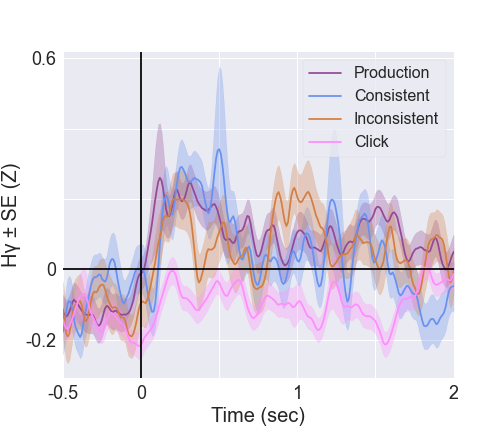 Production
Consistent
Inconsistent
Click
0.6
0
-0.2
Hγ ± SE (Z)
-0.5
0
1
2
Time (sec)